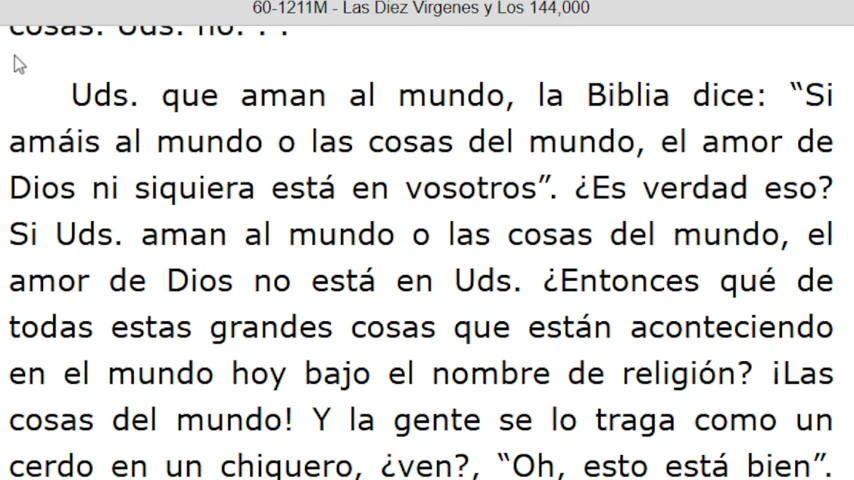 60-1211M - Las Diez Virgenes y Los 144,000
cosas. Uds. no. . .
Uds. que aman al mundo, la Biblia dice: “Si
amáis al mundo o las cosas del mundo, el amor de
Dios ni siquiera está en vosotros”. ¿Es verdad eso?
Si Uds. aman al mundo o las cosas del mundo, el
amor de Dios no está en Uds. ¿Entonces qué de
todas estas grandes cosas que están aconteciendo
en el mundo hoy bajo el nombre de religión? ¡Las
cosas del mundo! Y la gente se lo traga como un
cerdo en un chiquero, ¿ven?, “Oh, esto está bien”.